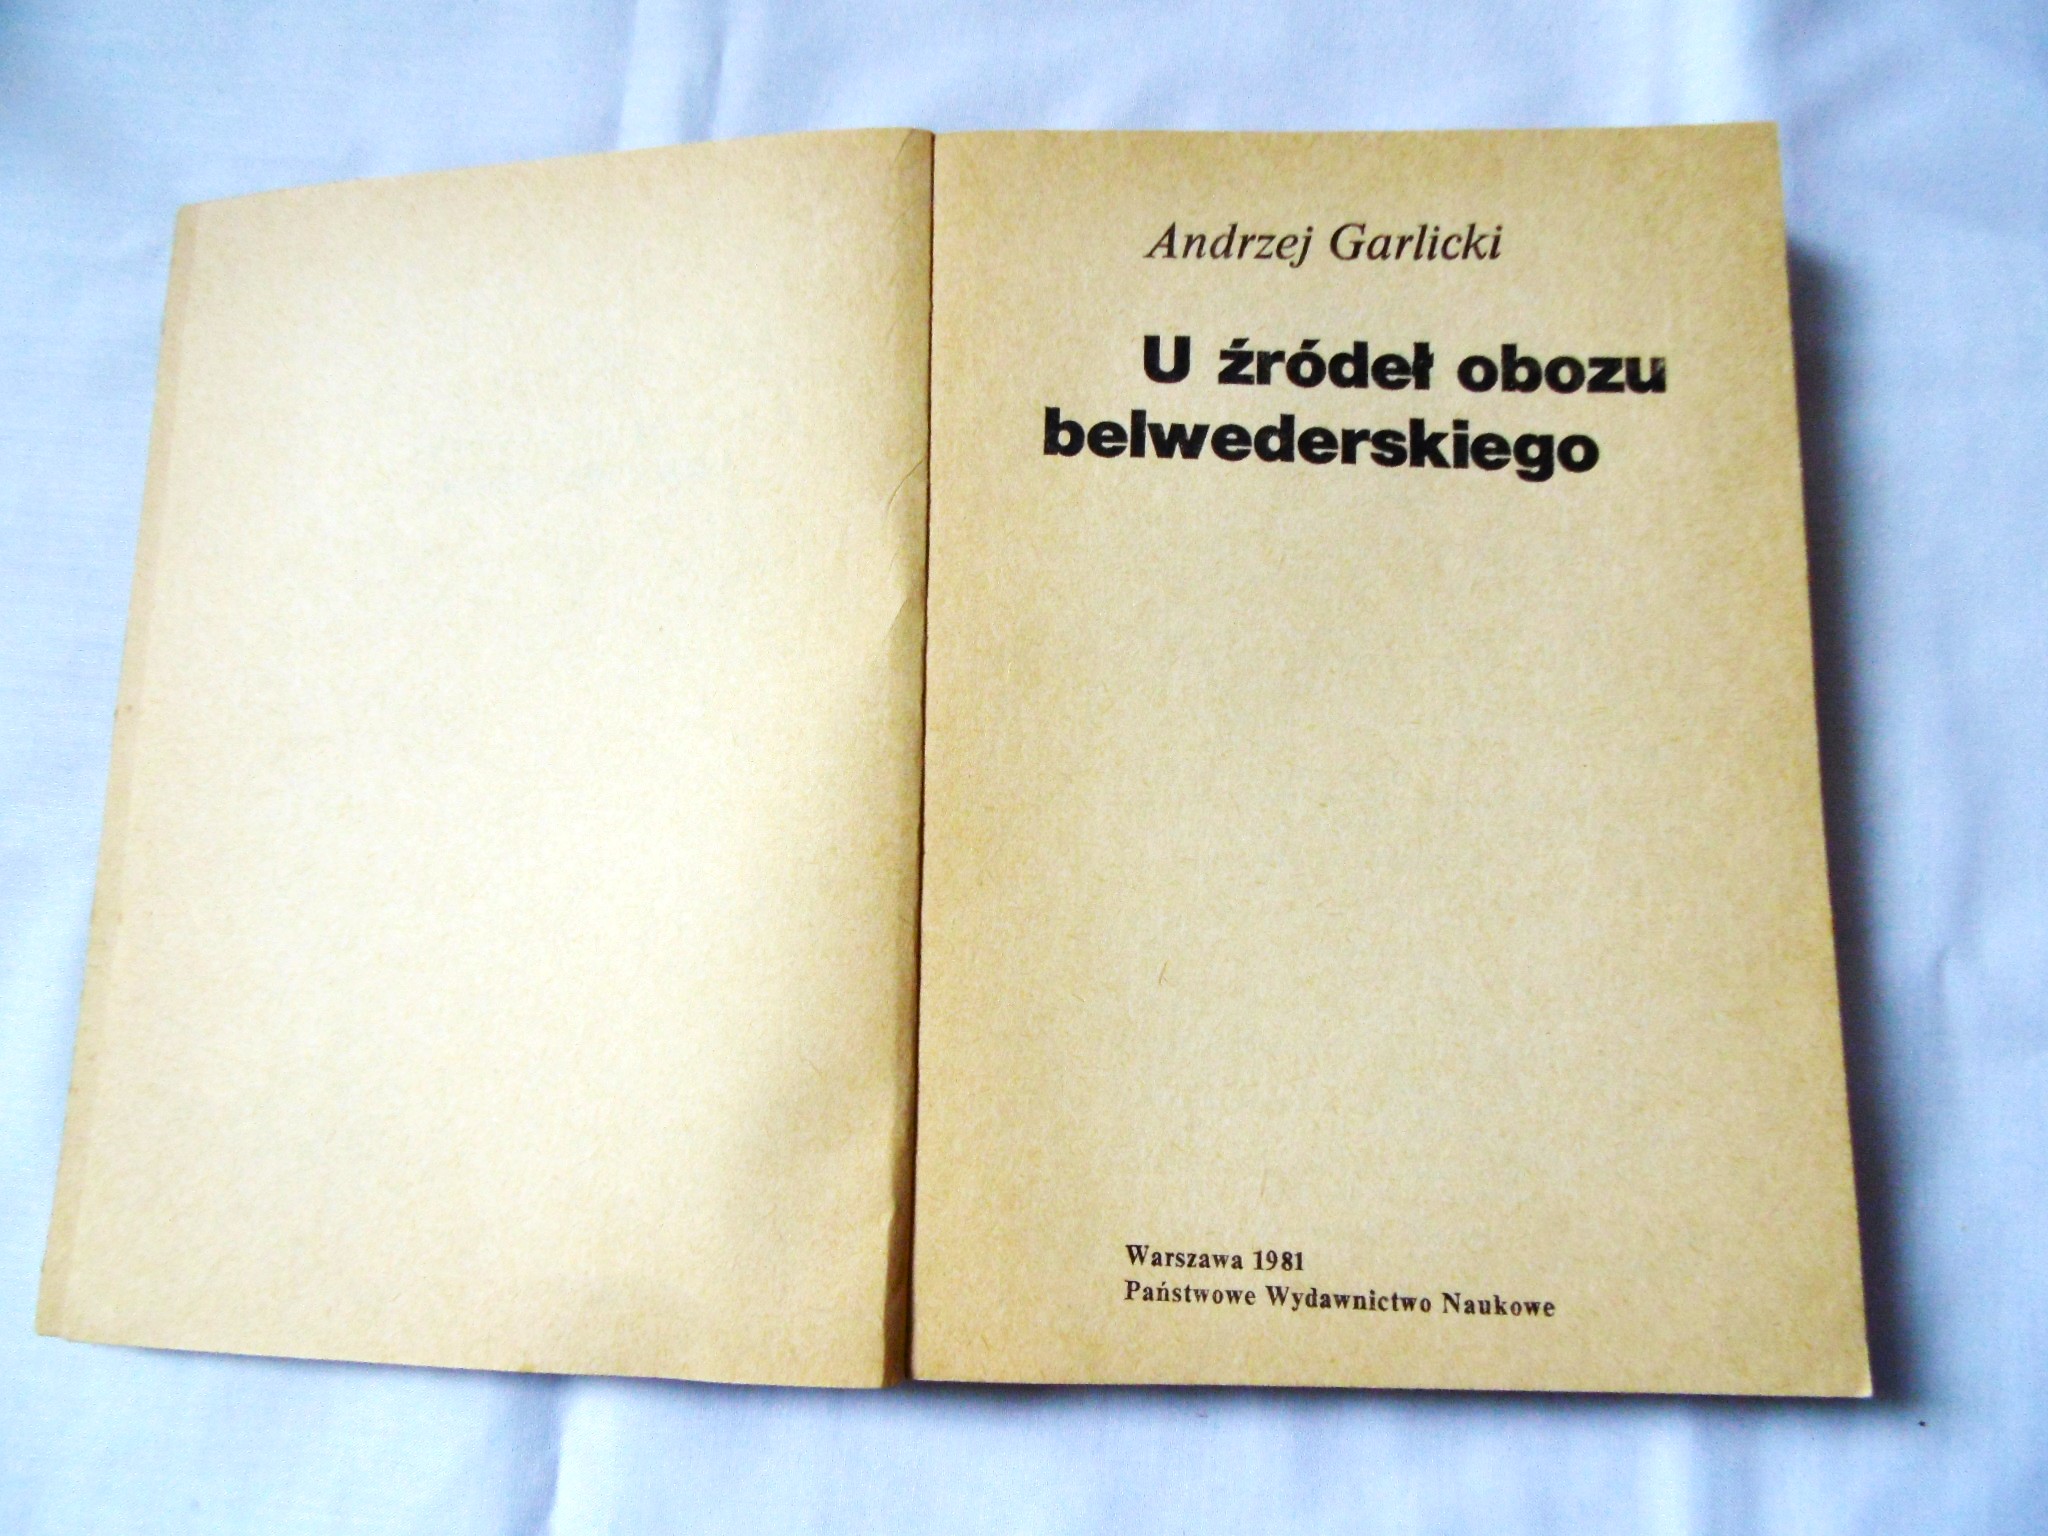 Andrzej Garlicki
U źródeł obozu
belwederskiego
Warszawa 1981
Państwowe Wydawnictwo Naukowe